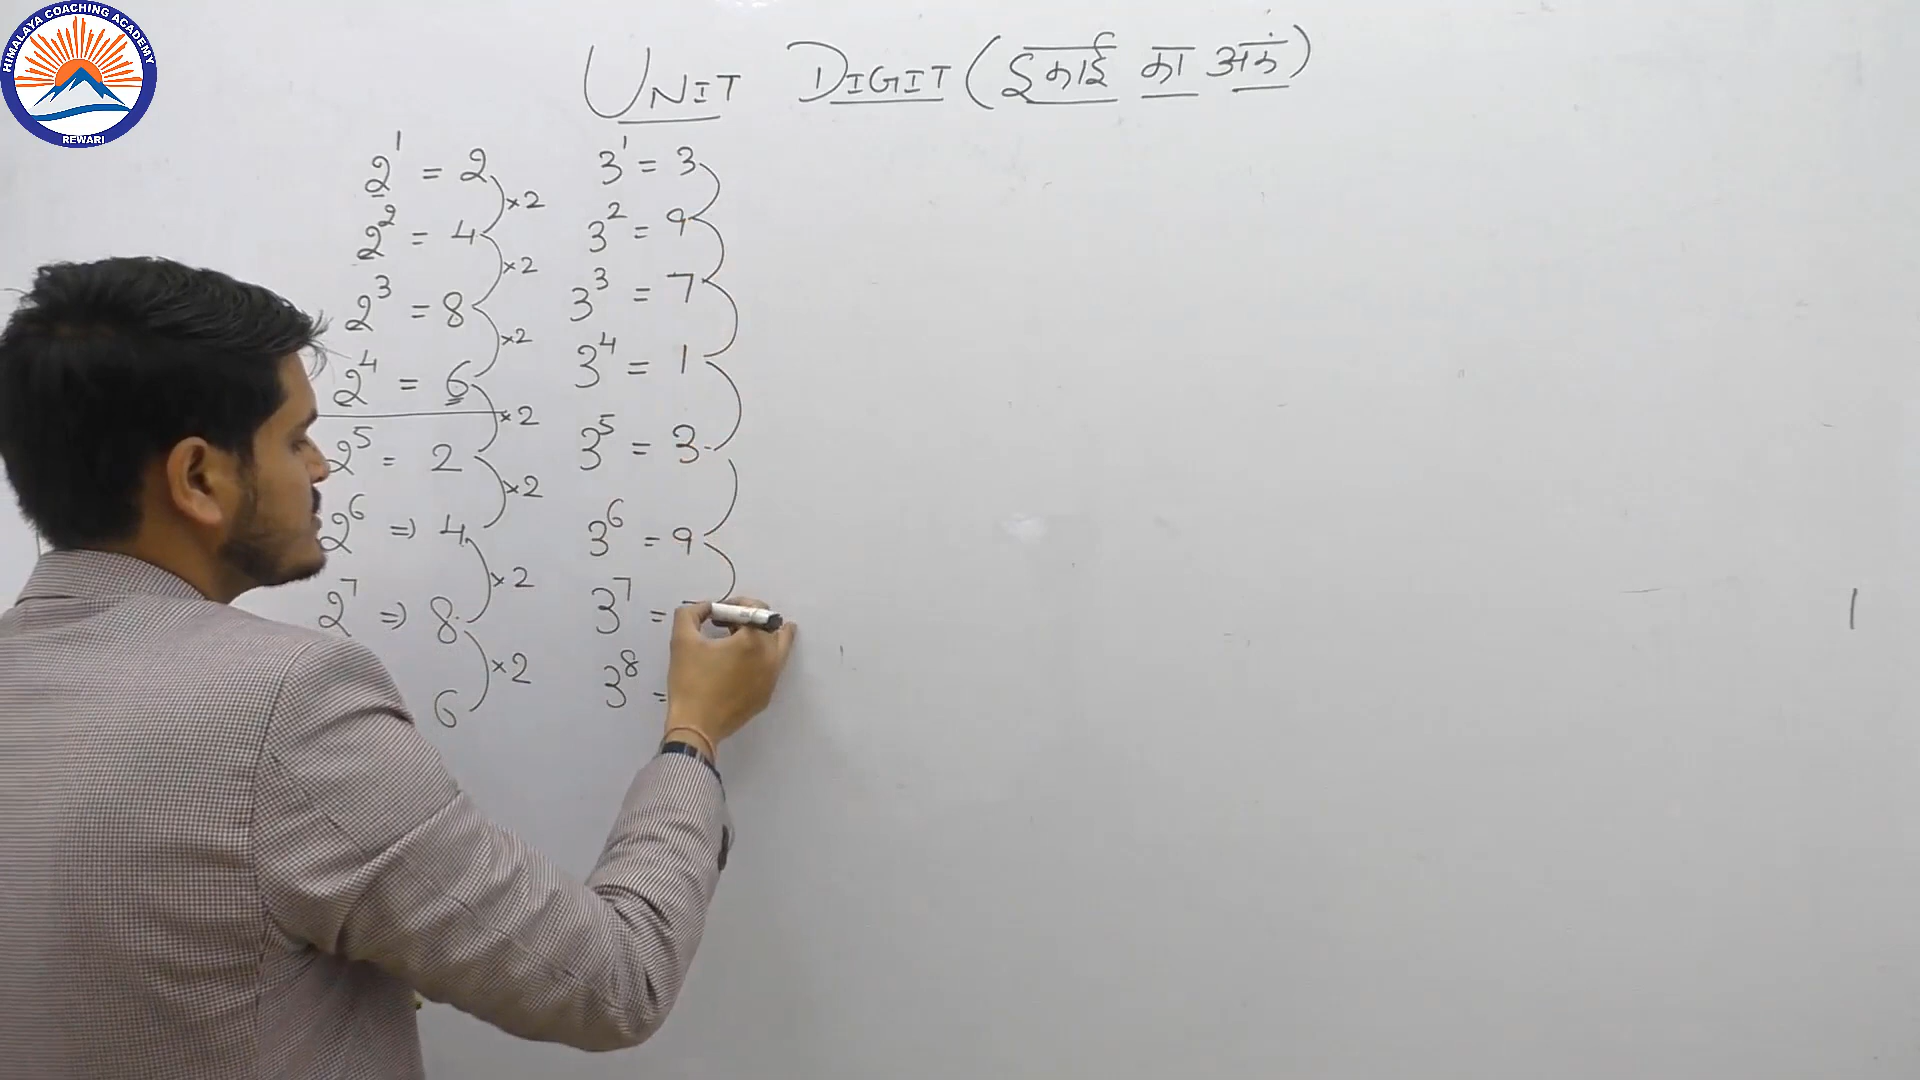 HIMALAYA COACHING ACADEMY
REWARI
UNIT DIGIT (इकाई का अंक)
2¹ = 2
×2
2² = 4
×2
2³ = 8
×2
2⁴ = 6
×2
2⁵ = 2
×2
2⁶ ⇒ 4
×2
2⁷ ⇒ 8
×2
6
3¹ = 3
3² = 9
3³ = 7
3⁴ = 1
3⁵ = 3
3⁶ = 9
3⁷ =
3⁸ =